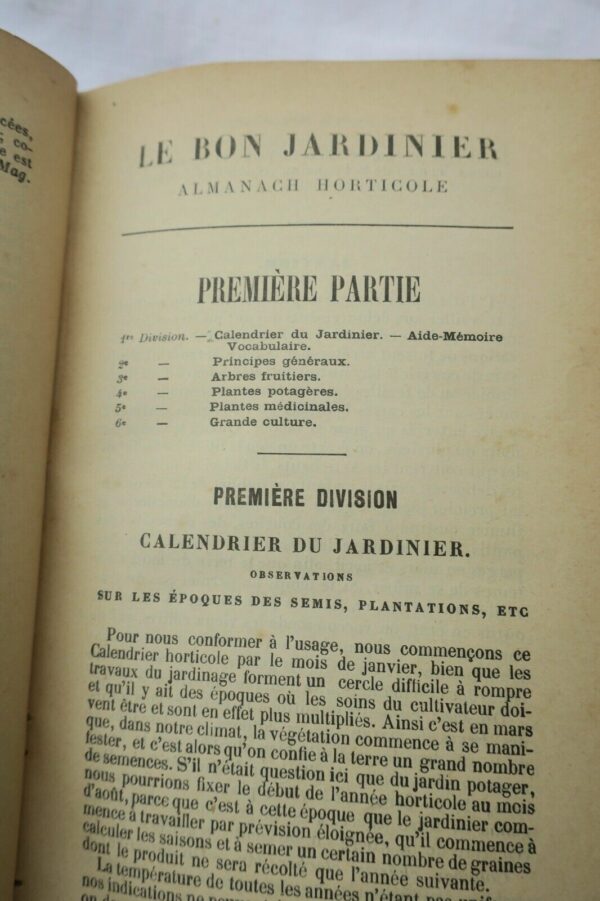 cées,
; co-
e est
Mag.
LE BON JARDINIER
ALMANACH HORTICOLE
PREMIÈRE PARTIE
1re Division. — Calendrier du Jardinier. — Aide-Mémoire
Vocabulaire.
2e — Principes généraux.
3e — Arbres fruitiers.
4e — Plantes potagères.
5e — Plantes médicinales.
6e — Grande culture.
PREMIÈRE DIVISION
CALENDRIER DU JARDINIER.
OBSERVATIONS
SUR LES ÉPOQUES DES SEMIS, PLANTATIONS, ETC
Pour nous conformer à l'usage, nous commençons ce
Calendrier horticole par le mois de janvier, bien que les
travaux du jardinage forment un cercle difficile à rompre
et qu'il y ait des époques où les soins du cultivateur doi-
vent être et sont en effet plus multipliés. Ainsi c'est en mars
que, dans notre climat, la végétation commence à se mani-
fester, et c'est alors qu'on confie à la terre un grand nombre
de semences. S'il n'était question ici que du jardin potager,
nous pourrions fixer le début de l'année horticole au mois
d'août, parce que c'est à cette époque que le jardinier com-
mence à travailler par prévision éloignée, qu'il commence à
calculer les saisons et à semer un certain nombre de graines
dont le produit ne sera récolté que l'année suivante.
La température de toutes les années n'étant pas
nos indications ne